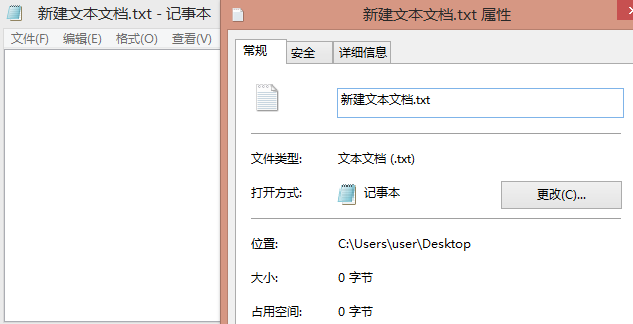 新建文本文档.txt - 记事本
文件(F) 编辑(E) 格式(O) 查看(V)
新建文本文档.txt 属性
常规 安全 详细信息
新建文本文档.txt
文件类型: 文本文档 (.txt)
打开方式: 记事本 更改(C)...
位置: C:\Users\user\Desktop
大小: 0 字节
占用空间: 0 字节